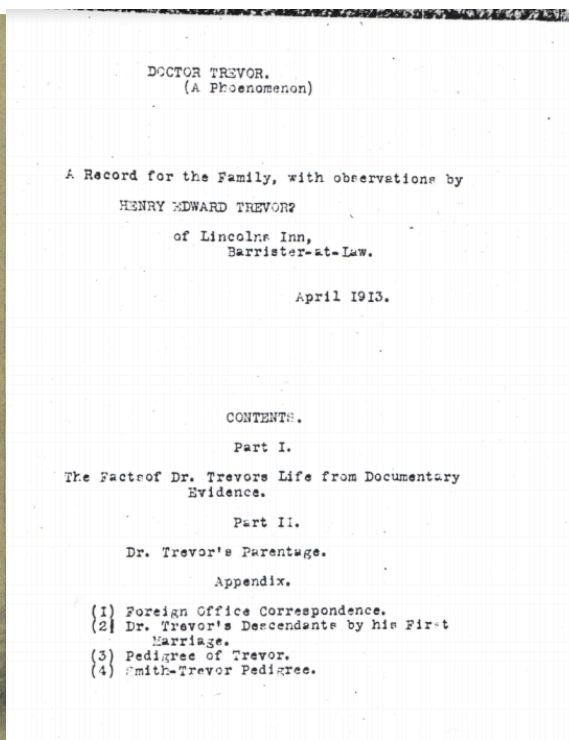 DOCTOR TREVOR.
(A Phoenomenon)
A Record for the Family, with observations by
HENRY EDWARD TREVOR?
of Lincolns Inn,
Barrister-at-Law.
April 1913.
CONTENTS.
Part I.
The Factsof Dr. Trevors Life from Documentary
Evidence.
Part II.
Dr. Trevor's Parentage.
Appendix.
(1) Foreign Office Correspondence.
(2) Dr. Trevor's Descendants by his First
Marriage.
(3) Pedigree of Trevor.
(4) Smith-Trevor Pedigree.